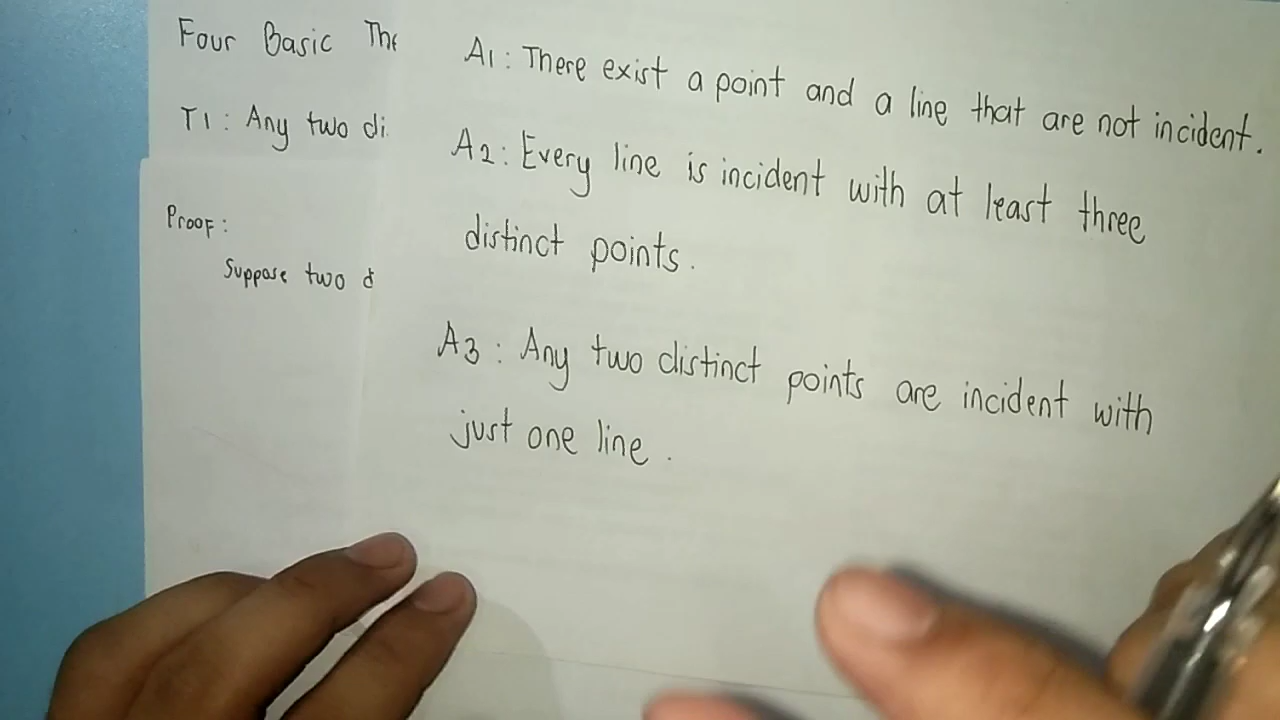 Four Basic The
T1: Any two di
Proof:
Suppose two d
A1: There exist a point and a line that are not incident.
A2: Every line is incident with at least three
distinct points.
A3: Any two distinct points are incident with
just one line.